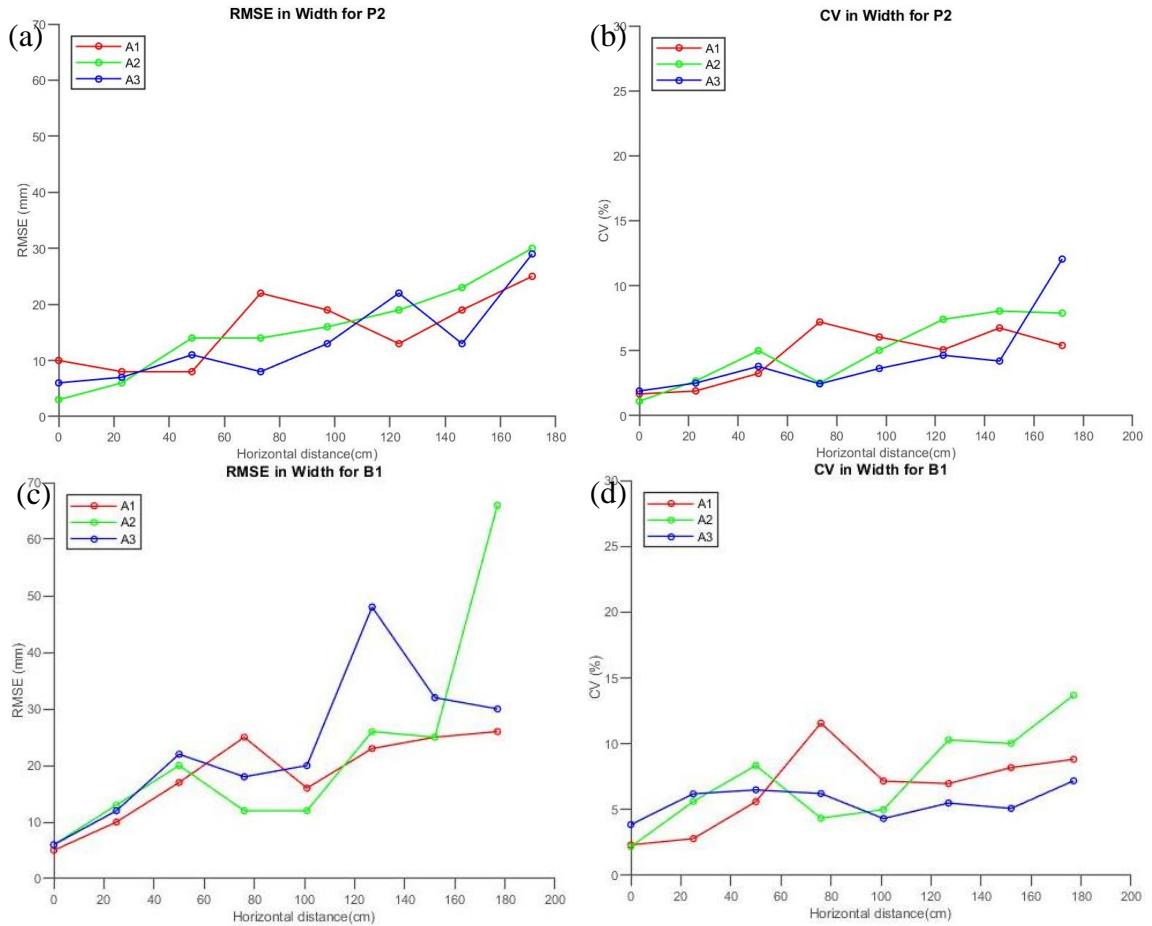 RMSE in Width for P2
(a)
70
60
50
40
30
20
10
0
RMSE (mm)
A1
A2
A3
0 20 40 60 80 100 120 140 160 180
Horizontal distance(cm)
CV in Width for P2
(b)
30
25
20
15
10
5
0
CV (%)
A1
A2
A3
0 20 40 60 80 100 120 140 160 180 200
Horizontal distance(cm)
RMSE in Width for B1
(c)
70
60
50
40
30
20
10
0
RMSE (mm)
A1
A2
A3
0 20 40 60 80 100 120 140 160 180 200
Horizontal distance(cm)
CV in Width for B1
(d)
30
25
20
15
10
5
0
CV (%)
A1
A2
A3
0 20 40 60 80 100 120 140 160 180 200
Horizontal distance(cm)